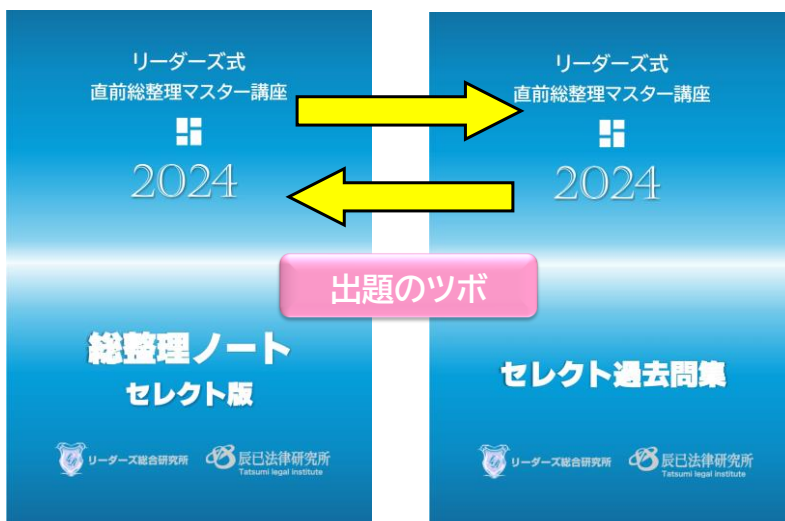 リーダーズ式
直前総整理マスター講座
2024
総整理ノート
セレクト版
リーダーズ総合研究所
辰已法律研究所
Tatsumi legal institute
出題のツボ
リーダーズ式
直前総整理マスター講座
2024
セレクト過去問集
リーダーズ総合研究所
辰已法律研究所
Tatsumi legal institute